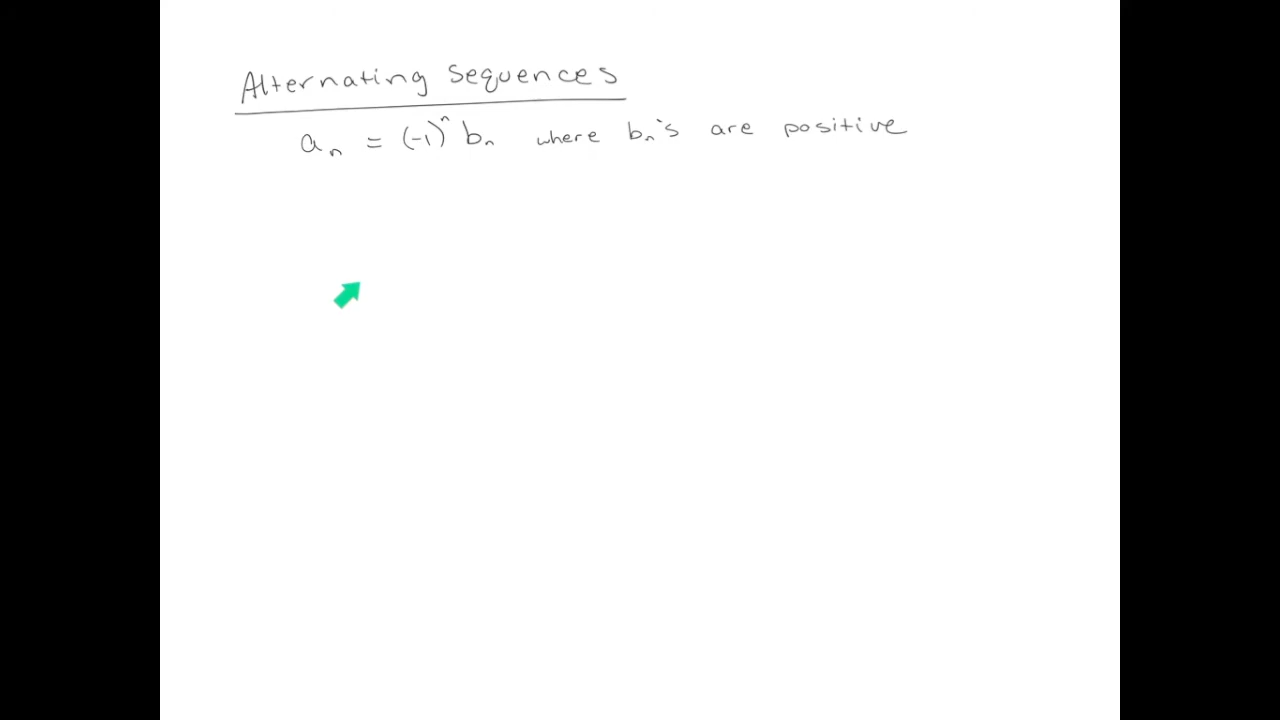 Alternating Sequences
aₙ = (-1)ⁿ bₙ where bₙ's are positive